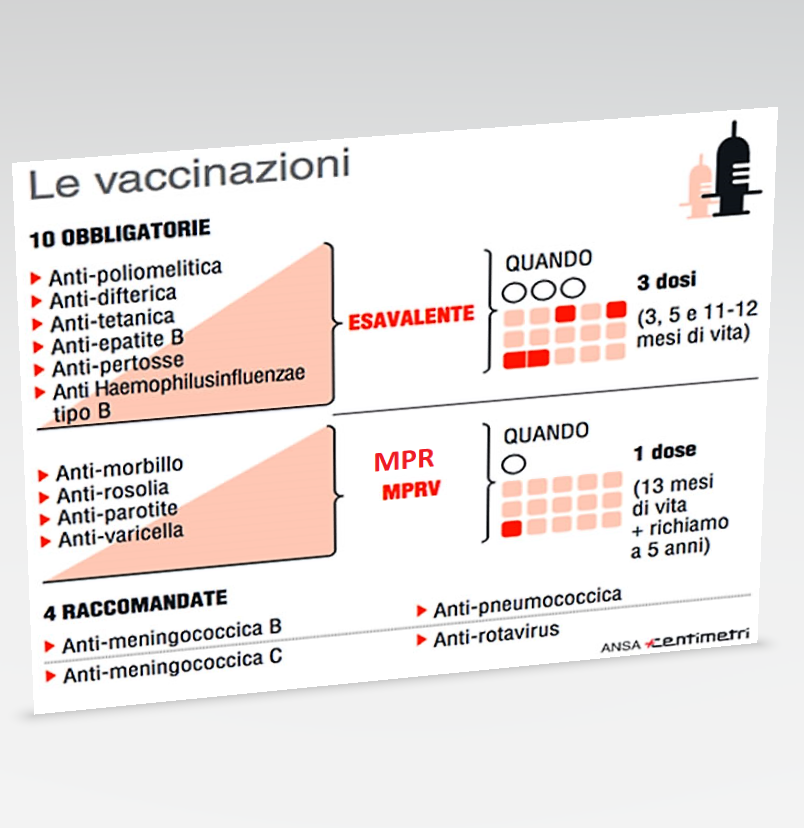 Le vaccinazioni
10 OBBLIGATORIE
Anti-poliomelitica
Anti-difterica
Anti-tetanica
Anti-epatite B
Anti-pertosse
Anti Haemophilusinfluenzae
tipo B
ESAVALENTE
QUANDO
3 dosi
(3, 5 e 11-12
mesi di vita)
Anti-morbillo
Anti-rosolia
Anti-parotite
Anti-varicella
MPR
MPRV
QUANDO
1 dose
(13 mesi
di vita
+ richiamo
a 5 anni)
4 RACCOMANDATE
Anti-meningococcica B
Anti-meningococcica C
Anti-pneumococcica
Anti-rotavirus
ANSA centimetri